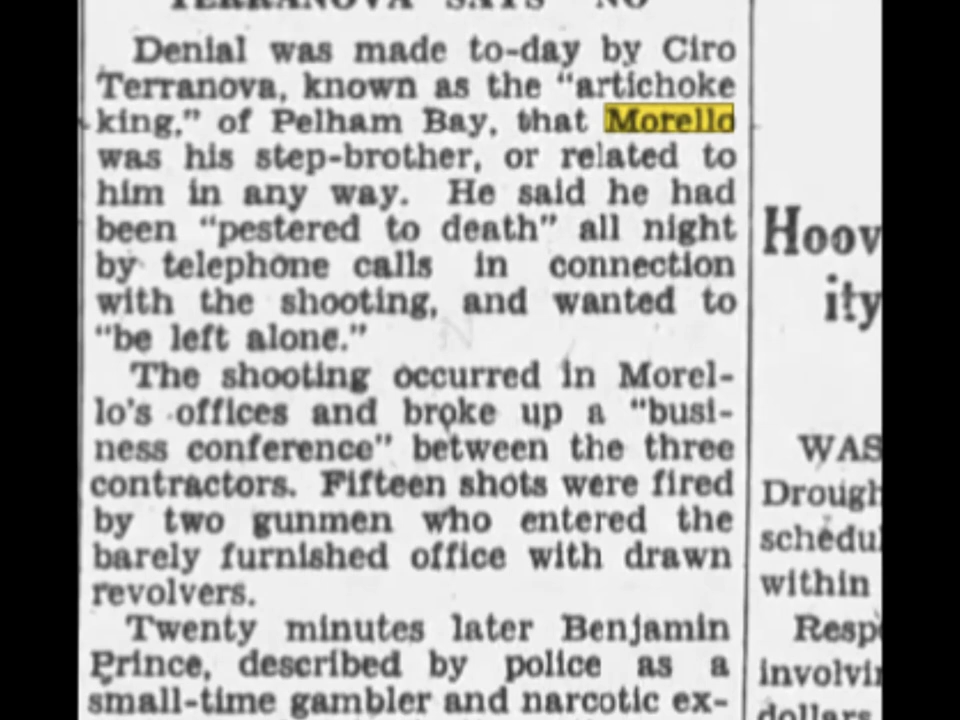 TERRANOVA SAYS "NO"
Denial was made to-day by Ciro
Terranova, known as the "artichoke
king," of Pelham Bay, that Morello
was his step-brother, or related to
him in any way. He said he had
been "pestered to death" all night
by telephone calls in connection
with the shooting, and wanted to
"be left alone."
The shooting occurred in Morel-
lo's offices and broke up a "busi-
ness conference" between the three
contractors. Fifteen shots were fired
by two gunmen who entered the
barely furnished office with drawn
revolvers.
Twenty minutes later Benjamin
Prince, described by police as a
small-time gambler and narcotic ex-
Hoov
ity
WAS
Drough
schedul
within
Resp
involvi
dollars